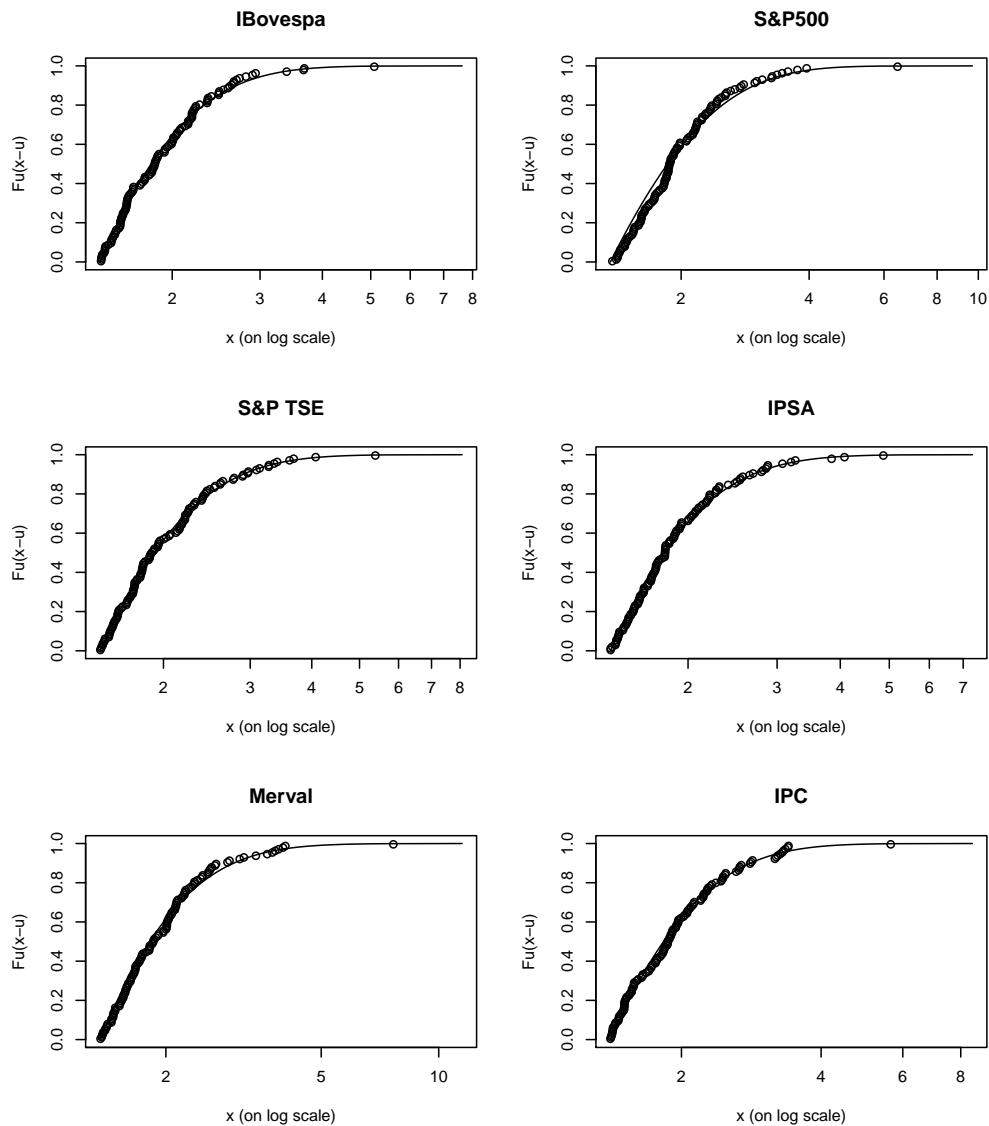 IBovespa
Fu(x−u)
0.0 0.2 0.4 0.6 0.8 1.0
2 3 4 5 6 7 8
x (on log scale)
S&P500
Fu(x−u)
0.0 0.2 0.4 0.6 0.8 1.0
2 4 6 10
x (on log scale)
S&P TSE
Fu(x−u)
0.0 0.2 0.4 0.6 0.8 1.0
2 3 4 5 6 7 8
x (on log scale)
IPSA
Fu(x−u)
0.0 0.2 0.4 0.6 0.8 1.0
2 3 4 5 6 7
x (on log scale)
Merval
Fu(x−u)
0.0 0.2 0.4 0.6 0.8 1.0
2 5 10
x (on log scale)
IPC
Fu(x−u)
0.0 0.2 0.4 0.6 0.8 1.0
2 4 6 8
x (on log scale)